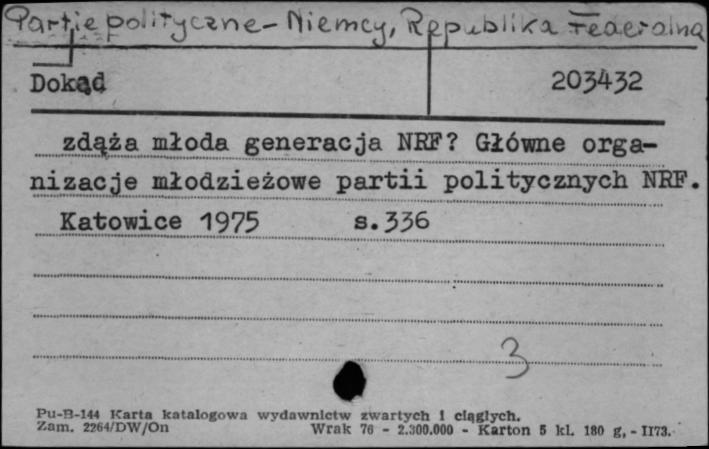 Partie polityczne - Niemcy, Republika Federalna
Dokąd 203432
zdąża młoda generacja NRF? Główne orga-
nizacje młodzieżowe partii politycznych NRF.
Katowice 1975 s.336
3
Pu-B-144 Karta katalogowa wydawnictw zwartych i ciągłych.
Zam. 2264/DW/On Wrak 76 - 2.300.000 - Karton 5 kl. 180 g, - II73.